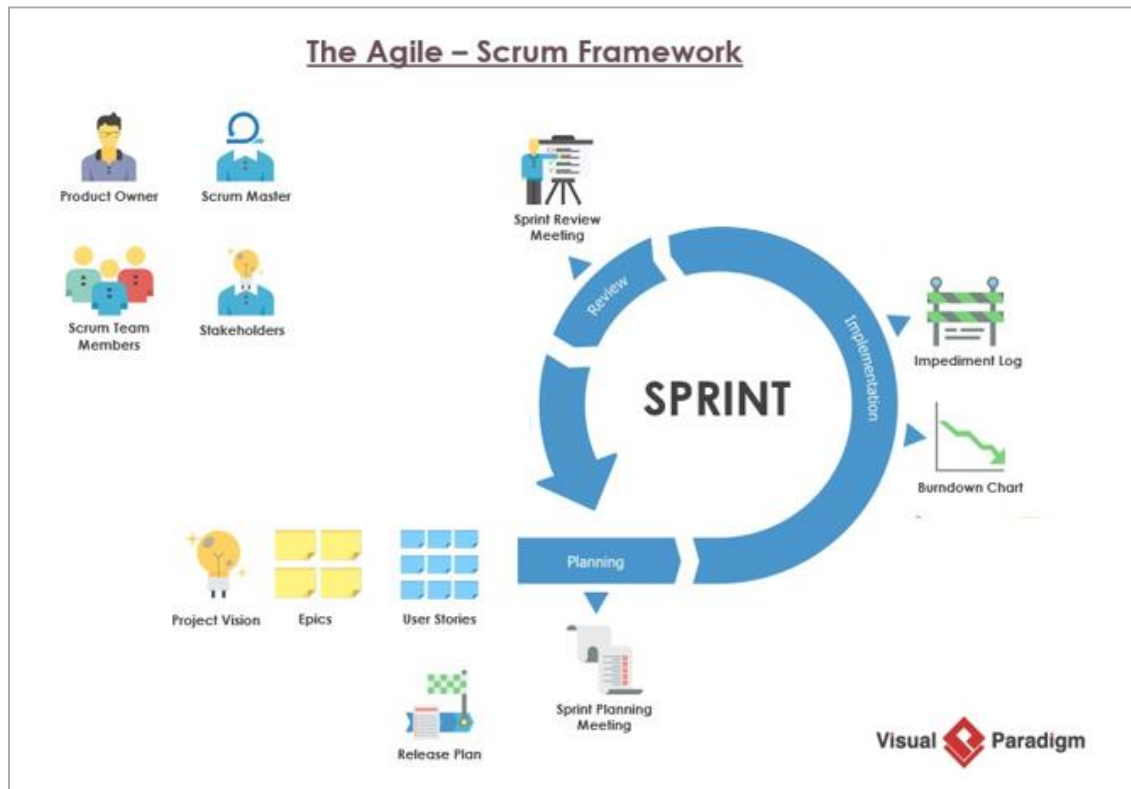 The Agile – Scrum Framework
Product Owner
Scrum Master
Scrum Team
Members
Stakeholders
Sprint Review
Meeting
Review
Implementation
SPRINT
Impediment Log
Burndown Chart
Planning
Project Vision
Epics
User Stories
Sprint Planning
Meeting
Release Plan
Visual Paradigm